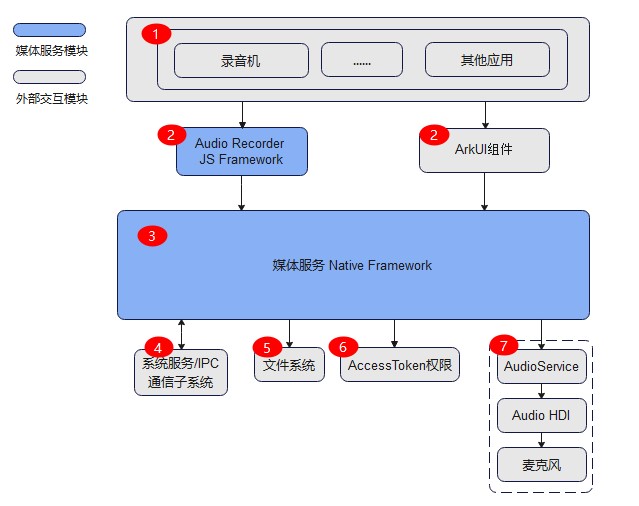 媒体服务模块
外部交互模块
1
录音机
......
其他应用
2
Audio Recorder
JS Framework
2
ArkUI组件
3
媒体服务 Native Framework
4
系统服务/IPC
通信子系统
5
文件系统
6
AccessToken权限
7
AudioService
Audio HDI
麦克风